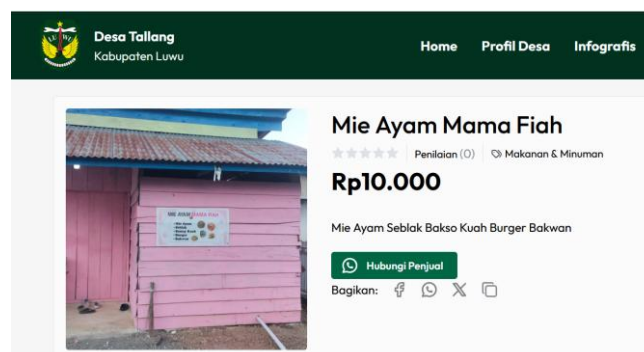 Desa Tallang
Kabupaten Luwu
Home Profil Desa Infografis
Mie Ayam Mama Fiah
Penilaian (0) Makanan & Minuman
Rp10.000
Mie Ayam Seblak Bakso Kuah Burger Bakwan
Hubungi Penjual
Bagikan:
MIE AYAM MAMA FIAH